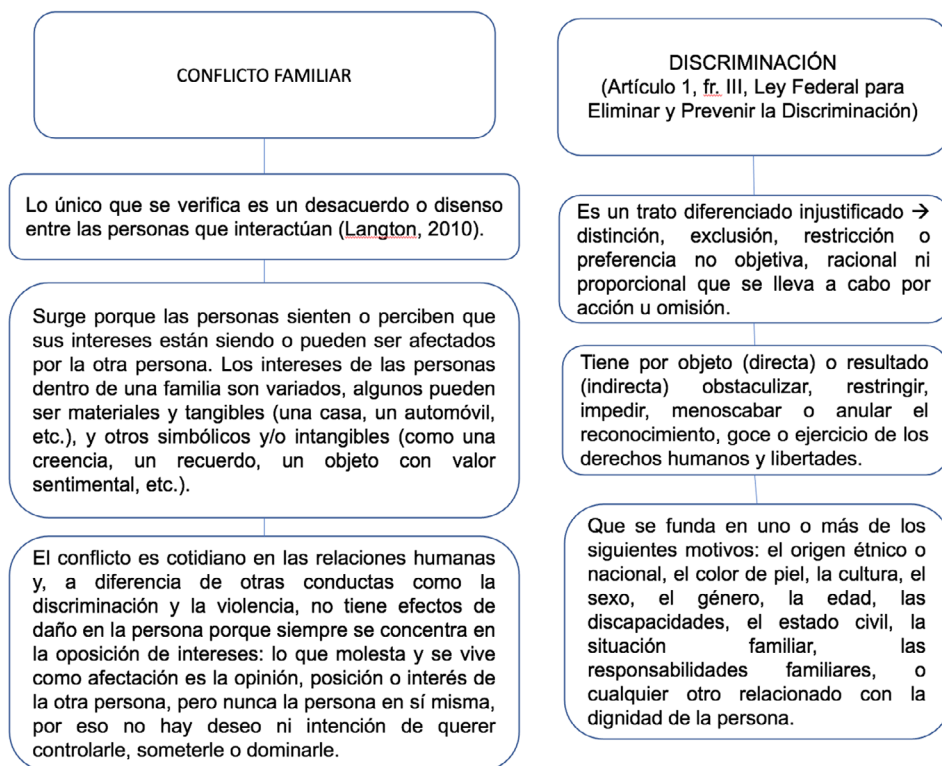 CONFLICTO FAMILIAR
Lo único que se verifica es un desacuerdo o disenso
entre las personas que interactúan (Langton, 2010).
Surge porque las personas sienten o perciben que
sus intereses están siendo o pueden ser afectados
por la otra persona. Los intereses de las personas
dentro de una familia son variados, algunos pueden
ser materiales y tangibles (una casa, un automóvil,
etc.), y otros simbólicos y/o intangibles (como una
creencia, un recuerdo, un objeto con valor
sentimental, etc.).
El conflicto es cotidiano en las relaciones humanas
y, a diferencia de otras conductas como la
discriminación y la violencia, no tiene efectos de
daño en la persona porque siempre se concentra en
la oposición de intereses: lo que molesta y se vive
como afectación es la opinión, posición o interés de
la otra persona, pero nunca la persona en sí misma,
por eso no hay deseo ni intención de querer
controlarle, someterle o dominarle.
DISCRIMINACIÓN
(Artículo 1, fr. III, Ley Federal para
Eliminar y Prevenir la Discriminación)
Es un trato diferenciado injustificado →
distinción, exclusión, restricción o
preferencia no objetiva, racional ni
proporcional que se lleva a cabo por
acción u omisión.
Tiene por objeto (directa) o resultado
(indirecta) obstaculizar, restringir,
impedir, menoscabar o anular el
reconocimiento, goce o ejercicio de los
derechos humanos y libertades.
Que se funda en uno o más de los
siguientes motivos: el origen étnico o
nacional, el color de piel, la cultura, el
sexo, el género, la edad, las
discapacidades, el estado civil, la
situación familiar, las
responsabilidades familiares, o
cualquier otro relacionado con la
dignidad de la persona.